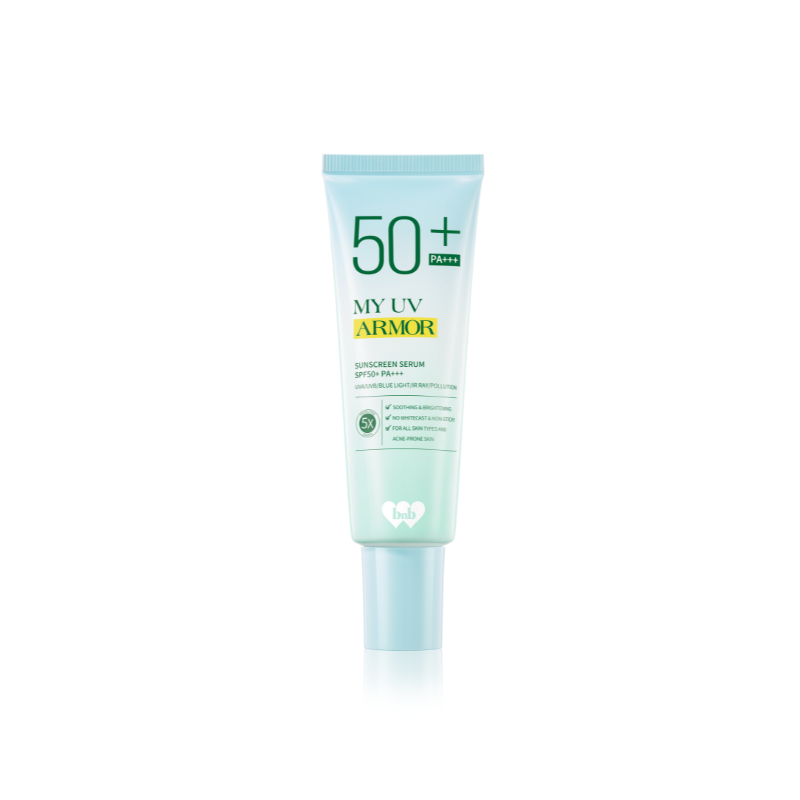 50+
PA+++
MY UV
ARMOR
SUNSCREEN SERUM
SPF50+ PA+++
UVA/UVB/BLUE LIGHT/IR RAY/POLLUTION
5X
SOOTHING & BRIGHTENING
NO WHITECAST & NON-STICKY
FOR ALL SKIN TYPES AND
ACNE-PRONE SKIN
bnb